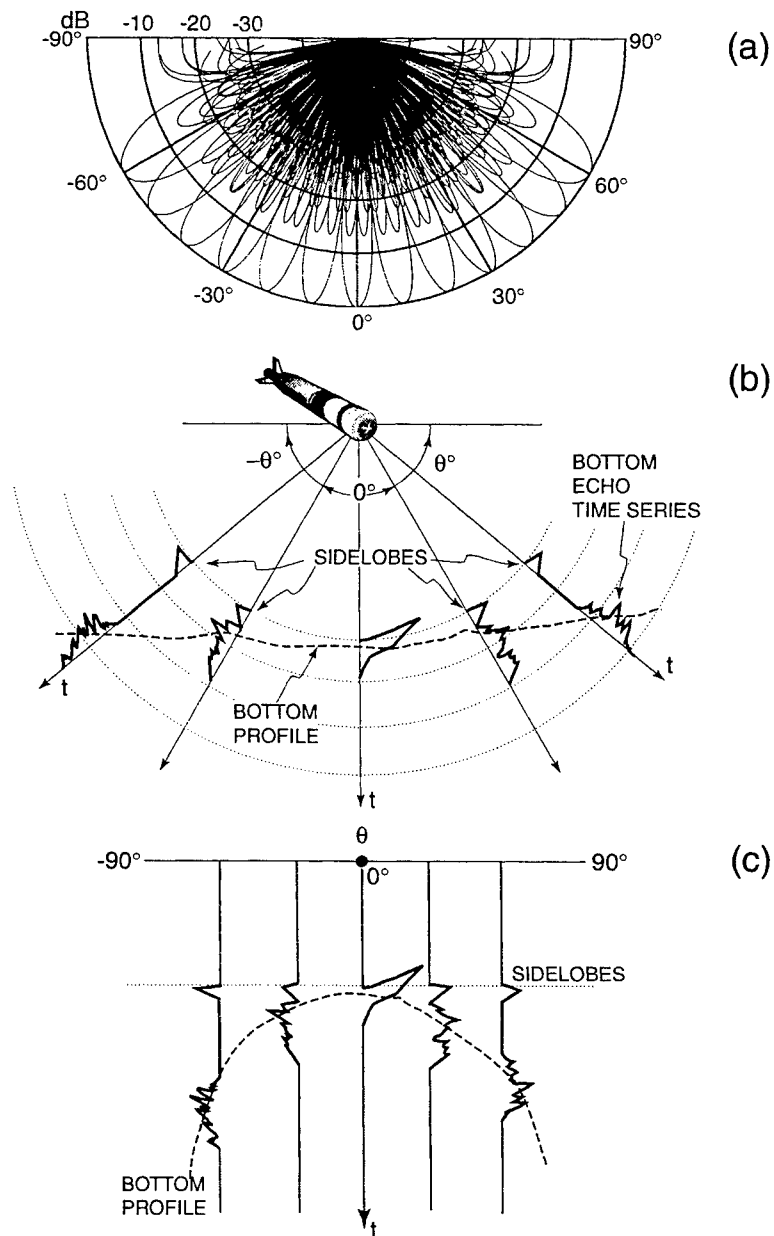 dB -10 -20 -30
-90° 90° (a)
-60° 60°
-30° 30°
0°
(b)
-θ° θ°
0°
BOTTOM
ECHO
TIME SERIES
SIDELOBES
t t
BOTTOM
PROFILE
t
θ
-90° 90° (c)
0°
SIDELOBES
BOTTOM
PROFILE
t